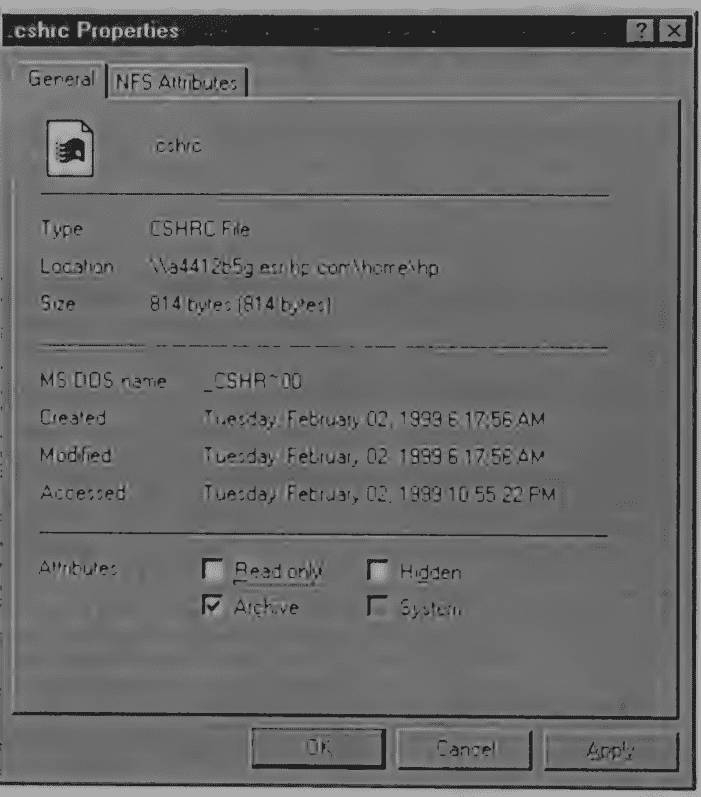 .cshrc Properties ? X
General NFS Attributes
.cshrc
Type CSHRC File
Location \\a4412b5g.esr.hp.com\home\hp
Size 814 bytes (814 bytes)
MS-DOS name _CSHR~00
Created Tuesday, February 02, 1999 6:17:56 AM
Modified Tuesday, February 02, 1999 6:17:56 AM
Accessed Tuesday, February 02, 1999 10:55:22 PM
Attributes Read-only Hidden
Archive System
OK Cancel Apply